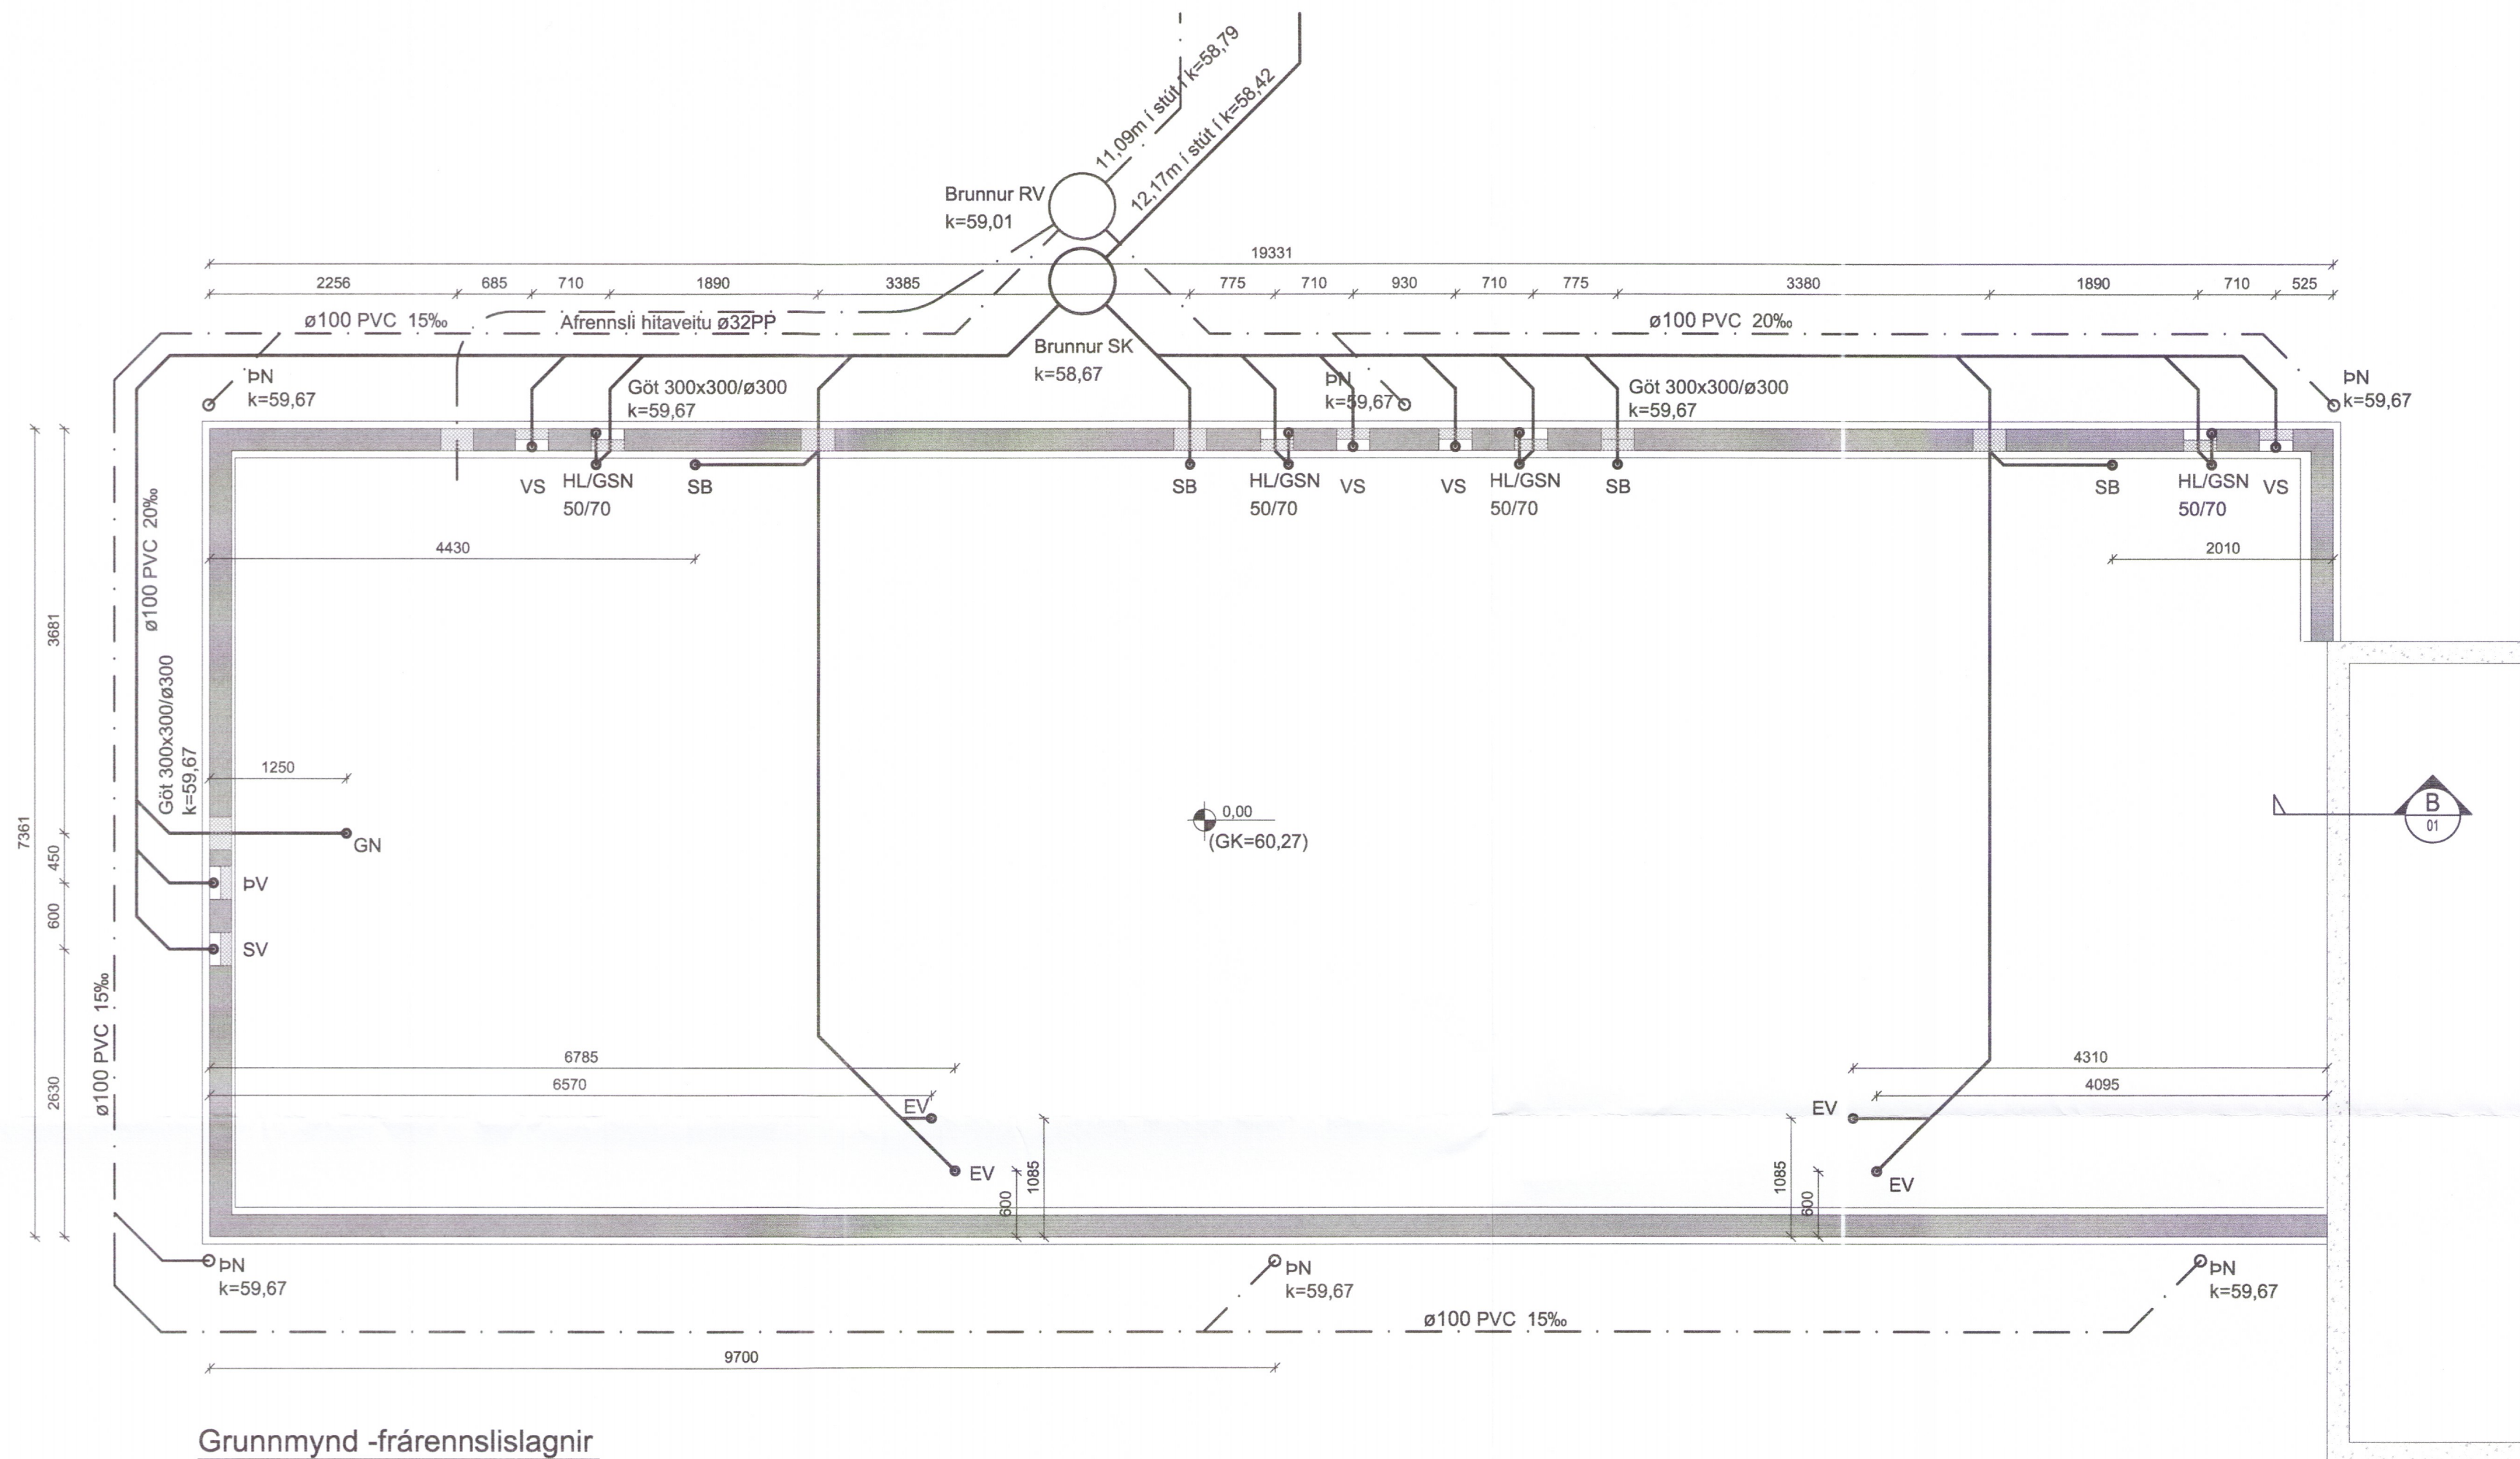 11,09m í stút í k=58,79
12,17m í stút í k=58,42
Brunnur RV
k=59,01
19331
2256
685
710
1890
3385
775
710
930
710
775
3380
1890
710
525
ø100 PVC 15‰
Afrennsli hitaveitu ø32PP
ø100 PVC 20‰
Brunnur SK
k=58,67
ÞN
k=59,67
Göt 300x300/ø300
k=59,67
ÞN
k=59,67
Göt 300x300/ø300
k=59,67
ÞN
k=59,67
VS
HL/GSN
50/70
SB
SB
HL/GSN
50/70
VS
VS
HL/GSN
50/70
SB
SB
HL/GSN
50/70
VS
4430
2010
ø100 PVC 20‰
3681
Göt 300x300/ø300
k=59,67
1250
7361
450
600
2630
GN
ÞV
SV
0,00
(GK=60,27)
B
01
ø100 PVC 15‰
6785
6570
4310
4095
EV
EV
EV
EV
600
1085
1085
600
ÞN
k=59,67
ÞN
k=59,67
ÞN
k=59,67
ø100 PVC 15‰
9700
Grunnmynd -frárennslislagnir